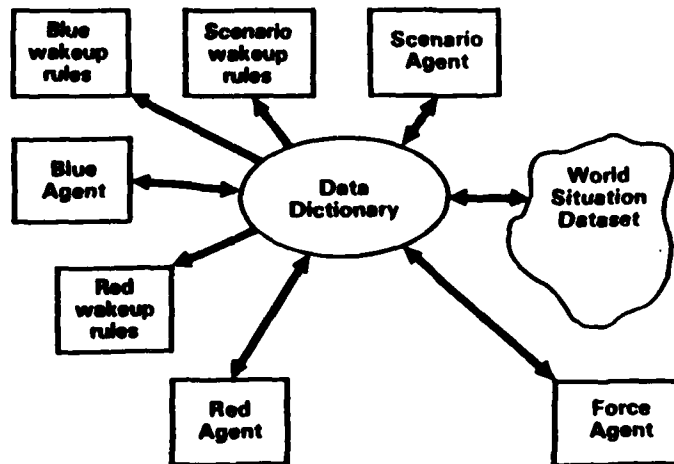 Blue
wakeup
rules
Scenario
wakeup
rules
Scenario
Agent
Blue
Agent
Data
Dictionary
World
Situation
Dataset
Red
wakeup
rules
Red
Agent
Force
Agent